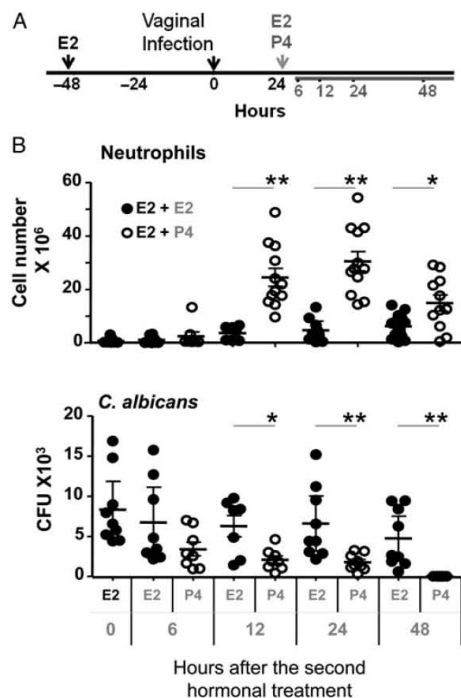 A
Vaginal
Infection
E2
E2
P4
–48
–24
0
24
6
12
24
48
Hours
B
Neutrophils
E2 + E2
E2 + P4
Cell number
X 10⁶
60
40
20
0
**
**
*
C. albicans
CFU X10³
20
15
10
5
0
*
**
**
E2 E2 P4 E2 P4 E2 P4 E2 P4
0 6 12 24 48
Hours after the second
hormonal treatment